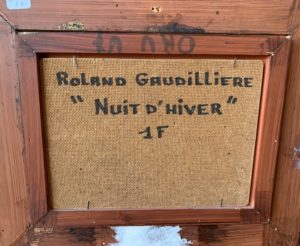 Roland Gaudilliere
"Nuit d'hiver"
1F